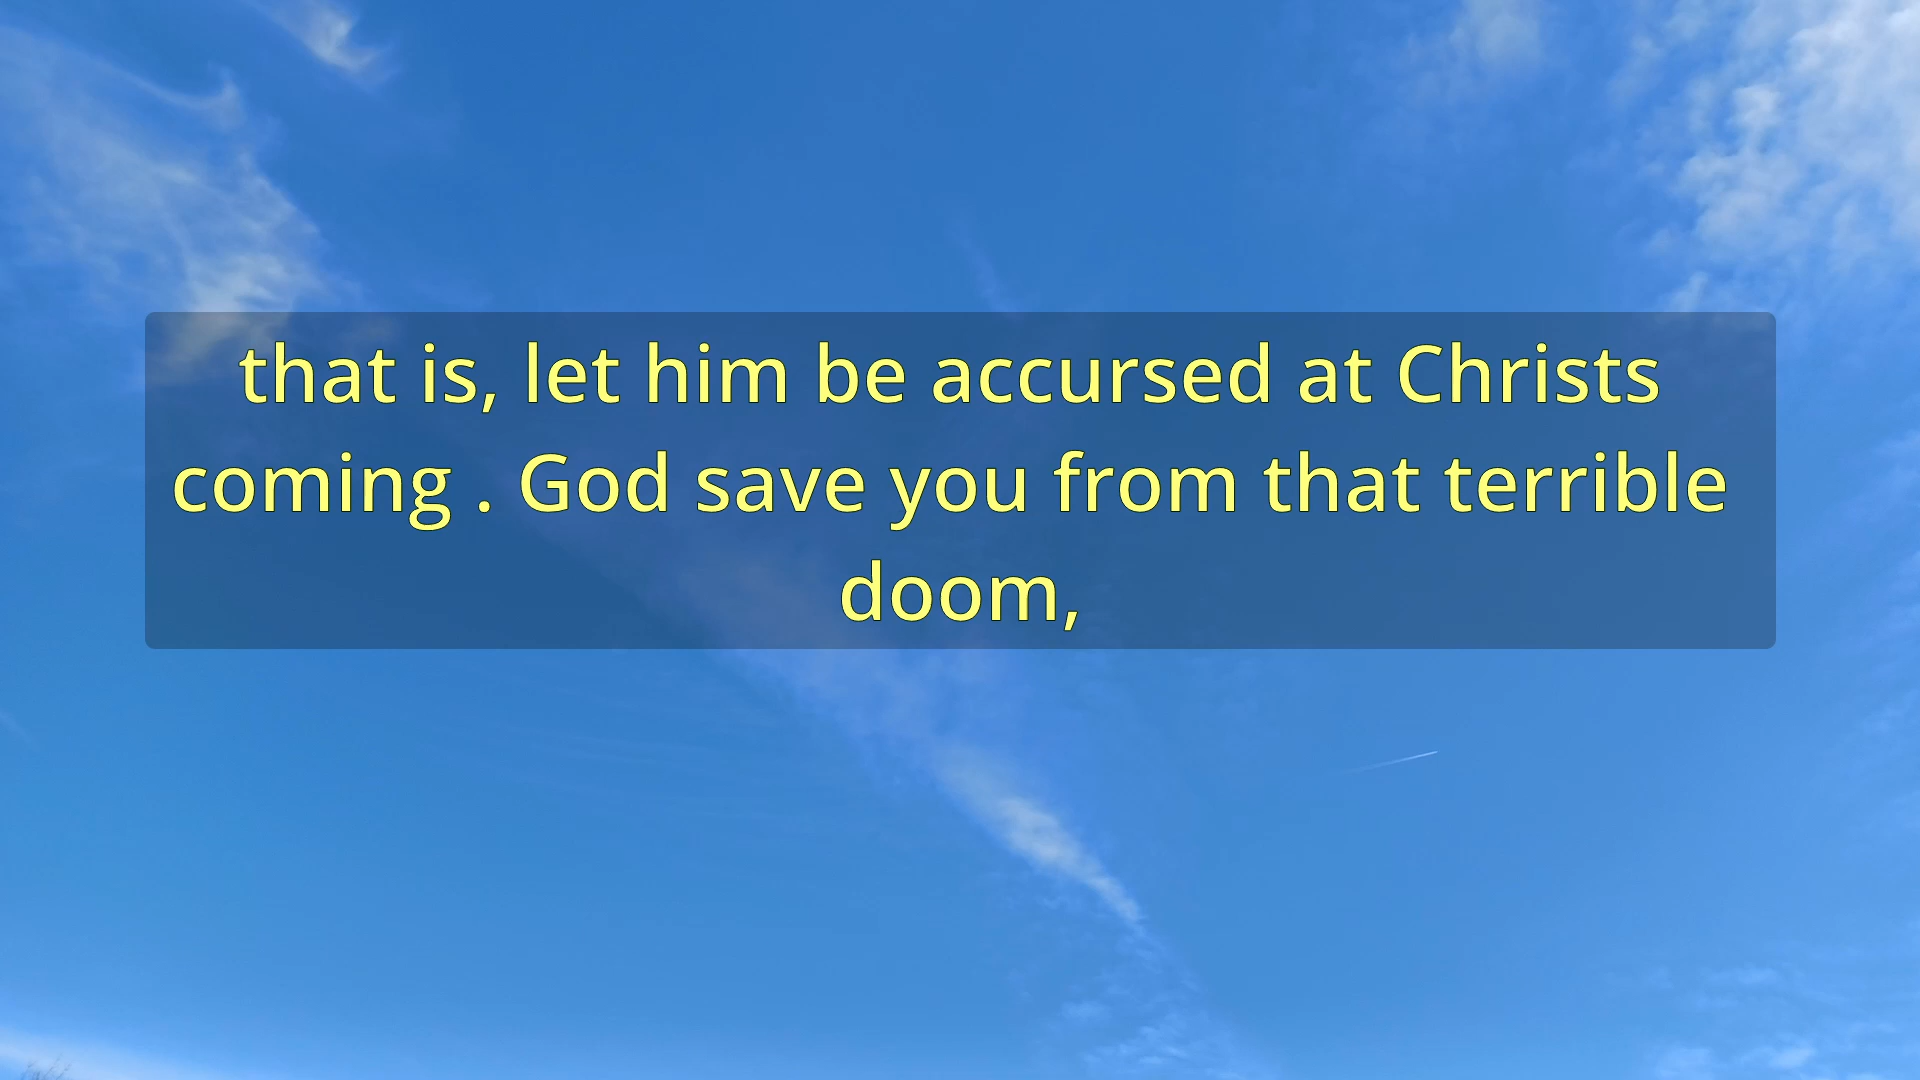 that is, let him be accursed at Christs
coming . God save you from that terrible
doom,